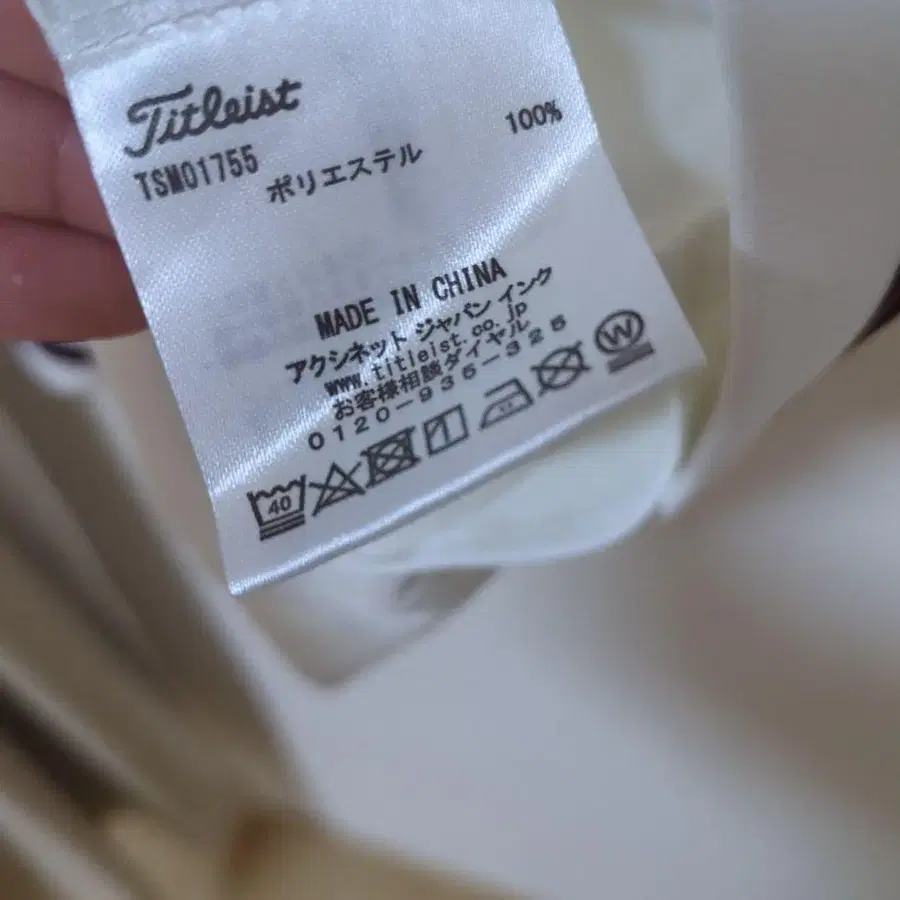 Titleist
TSM01755
ポリエステル 100%
MADE IN CHINA
アクシネット ジャパン インク
www.titleist.co.jp
お客様相談ダイヤル
0120-935-325
40
W